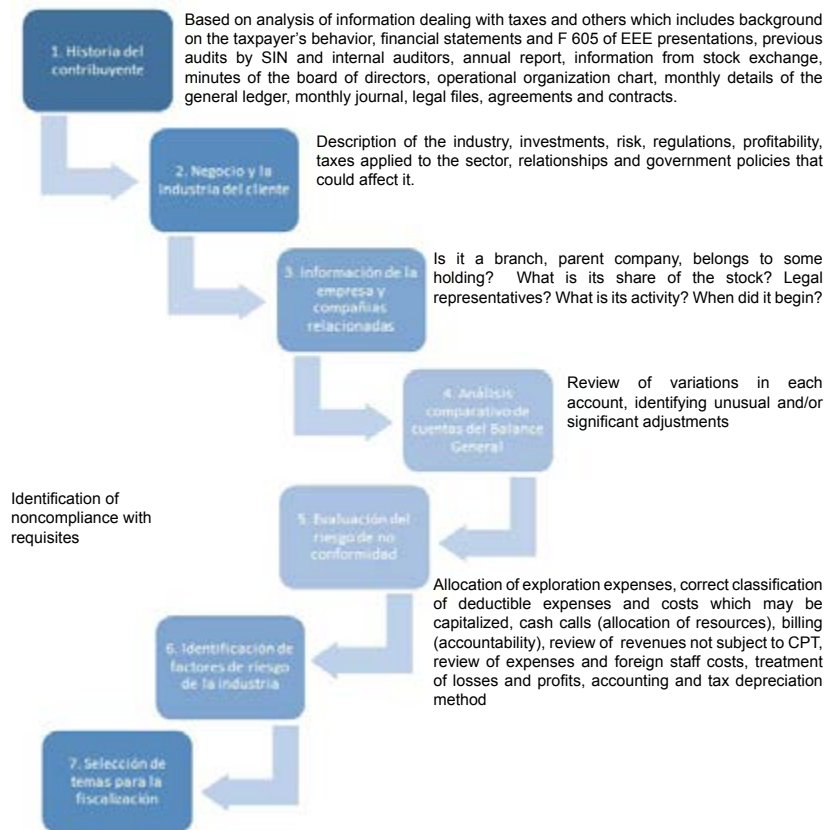 1. Historia del
contribuyente
Based on analysis of information dealing with taxes and others which includes background
on the taxpayer's behavior, financial statements and F 605 of EEE presentations, previous
audits by SIN and internal auditors, annual report, information from stock exchange,
minutes of the board of directors, operational organization chart, monthly details of the
general ledger, monthly journal, legal files, agreements and contracts.
2. Negocio y la
industria del cliente
Description of the industry, investments, risk, regulations, profitability,
taxes applied to the sector, relationships and government policies that
could affect it.
3. Información de la
empresa y
compañías
relacionadas
Is it a branch, parent company, belongs to some
holding? What is its share of the stock? Legal
representatives? What is its activity? When did it begin?
4. Análisis
comparativo de
cuentas del Balance
General
Review of variations in each
account, identifying unusual and/or
significant adjustments
Identification of
noncompliance with
requisites
5. Evaluación del
riesgo de no
conformidad
6. Identificación de
factores de riesgo
de la industria
Allocation of exploration expenses, correct classification
of deductible expenses and costs which may be
capitalized, cash calls (allocation of resources), billing
(accountability), review of revenues not subject to CPT,
review of expenses and foreign staff costs, treatment
of losses and profits, accounting and tax depreciation
method
7. Selección de
temas para la
fiscalización